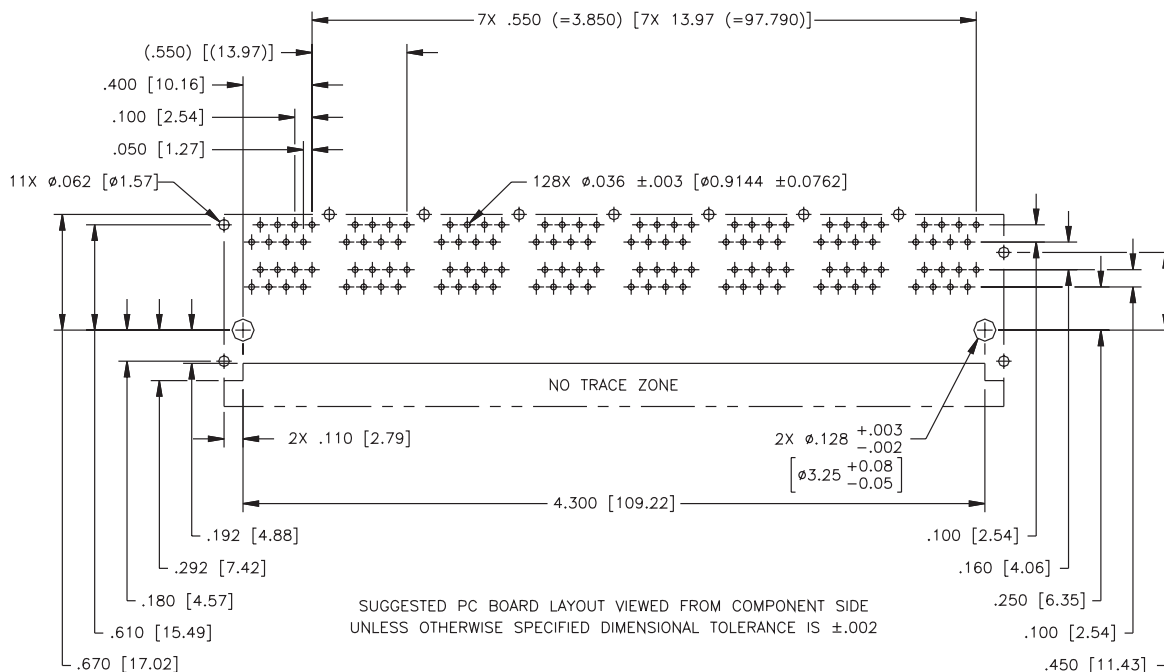 7X .550 (=3.850) [7X 13.97 (=97.790)]
(.550) [(13.97)]
.400 [10.16]
.100 [2.54]
.050 [1.27]
11X ø.062 [ø1.57]
128X ø.036 ±.003 [ø0.9144 ±0.0762]
NO TRACE ZONE
2X .110 [2.79]
2X ø.128 +.003 -.002
[ø3.25 +0.08 -0.05]
4.300 [109.22]
.192 [4.88]
.100 [2.54]
.292 [7.42]
.160 [4.06]
.180 [4.57]
.250 [6.35]
SUGGESTED PC BOARD LAYOUT VIEWED FROM COMPONENT SIDE
UNLESS OTHERWISE SPECIFIED DIMENSIONAL TOLERANCE IS ±.002
.610 [15.49]
.100 [2.54]
.670 [17.02]
.450 [11.43]